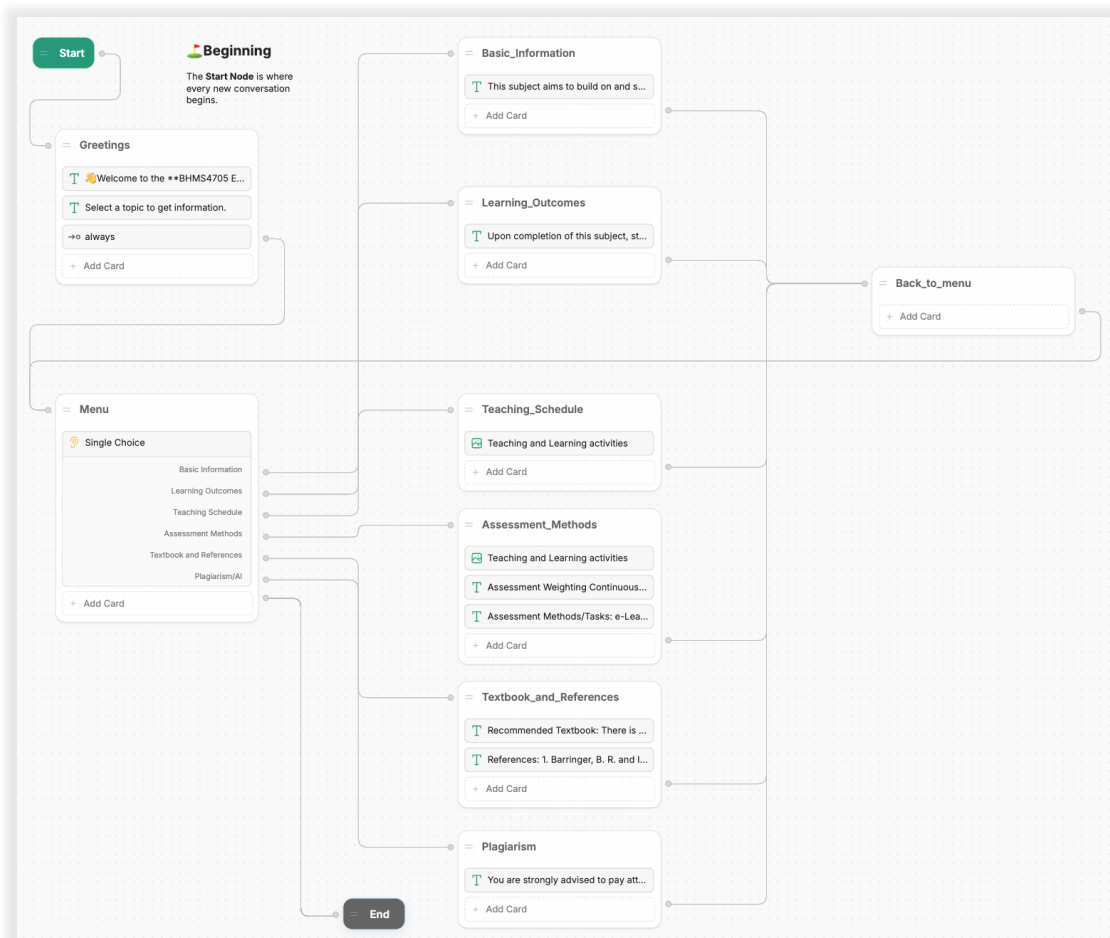 Start
⛳Beginning
The Start Node is where
every new conversation
begins.
Greetings
👋Welcome to the **BHMS4705 E...
Select a topic to get information.
always
+ Add Card
Menu
Single Choice
Basic Information
Learning Outcomes
Teaching Schedule
Assessment Methods
Textbook and References
Plagiarism/AI
+ Add Card
Basic_Information
This subject aims to build on and s...
+ Add Card
Learning_Outcomes
Upon completion of this subject, st...
+ Add Card
Teaching_Schedule
Teaching and Learning activities
+ Add Card
Assessment_Methods
Teaching and Learning activities
Assessment Weighting Continuous...
Assessment Methods/Tasks: e-Lea...
+ Add Card
Textbook_and_References
Recommended Textbook: There is ...
References: 1. Barringer, B. R. and I...
+ Add Card
Plagiarism
You are strongly advised to pay att...
+ Add Card
Back_to_menu
+ Add Card
End